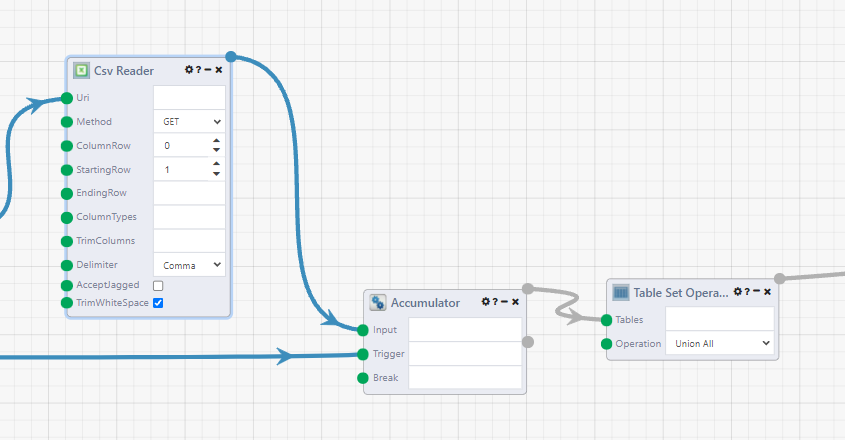 Csv Reader ? − ×
Uri
Method GET
ColumnRow 0
StartingRow 1
EndingRow
ColumnTypes
TrimColumns
Delimiter Comma
AcceptJagged
TrimWhiteSpace
Accumulator ? − ×
Input
Trigger
Break
Table Set Opera... ? − ×
Tables
Operation Union All